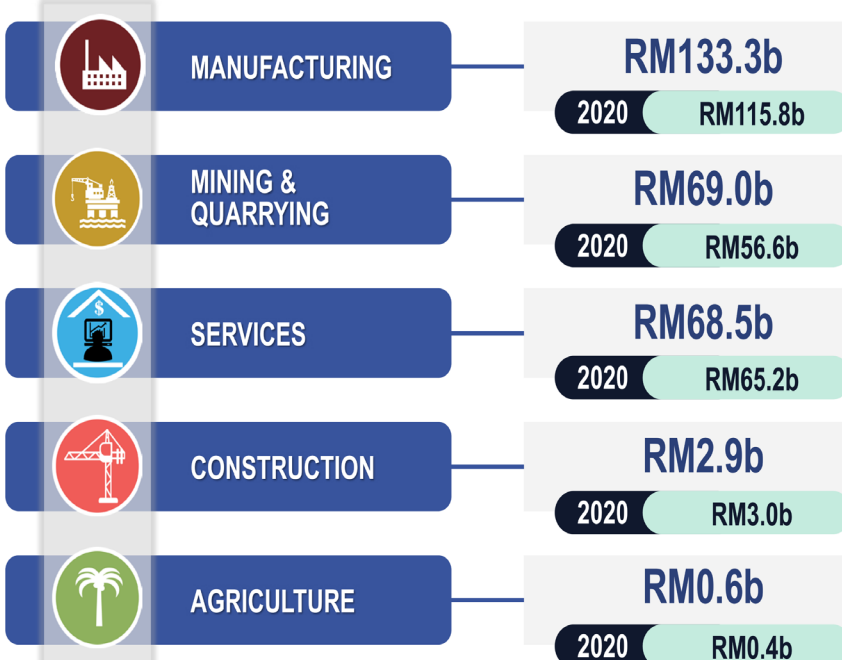 MANUFACTURING
RM133.3b
2020 RM115.8b
MINING &
QUARRYING
RM69.0b
2020 RM56.6b
SERVICES
RM68.5b
2020 RM65.2b
CONSTRUCTION
RM2.9b
2020 RM3.0b
AGRICULTURE
RM0.6b
2020 RM0.4b
$